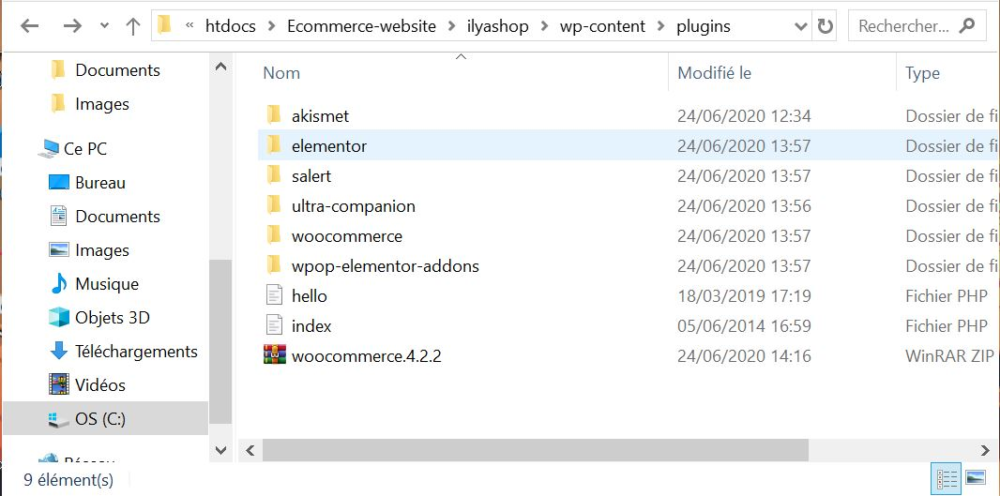 « htdocs > Ecommerce-website > ilyashop > wp-content > plugins
Rechercher...
Documents
Images
Ce PC
Bureau
Documents
Images
Musique
Objets 3D
Téléchargements
Vidéos
OS (C:)
Nom Modifié le Type
akismet 24/06/2020 12:34 Dossier de fi
elementor 24/06/2020 13:57 Dossier de fi
salert 24/06/2020 13:57 Dossier de fi
ultra-companion 24/06/2020 13:56 Dossier de fi
woocommerce 24/06/2020 13:57 Dossier de fi
wpop-elementor-addons 24/06/2020 13:57 Dossier de fi
hello 18/03/2019 17:19 Fichier PHP
index 05/06/2014 16:59 Fichier PHP
woocommerce.4.2.2 24/06/2020 14:16 WinRAR ZIP
9 élément(s)